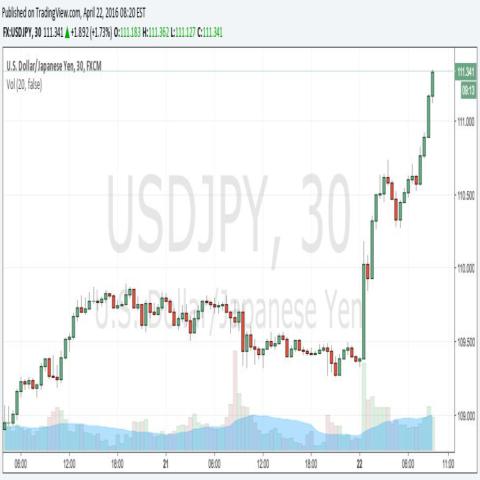 Published on TradingView.com, April 22, 2016 08:20 EST
FX:USDJPY, 30 111.341 ▲ +1.892 (+1.73%) O:111.183 H:111.362 L:111.127 C:111.341
U.S. Dollar/Japanese Yen, 30, FXCM
Vol (20, false)
111.341
09:13
111.000
USDJPY, 30
110.500
110.000
U.S. Dollar/Japanese Yen
109.500
109.000
06:00 12:00 18:00 21 06:00 12:00 18:00 22 06:00 11:00